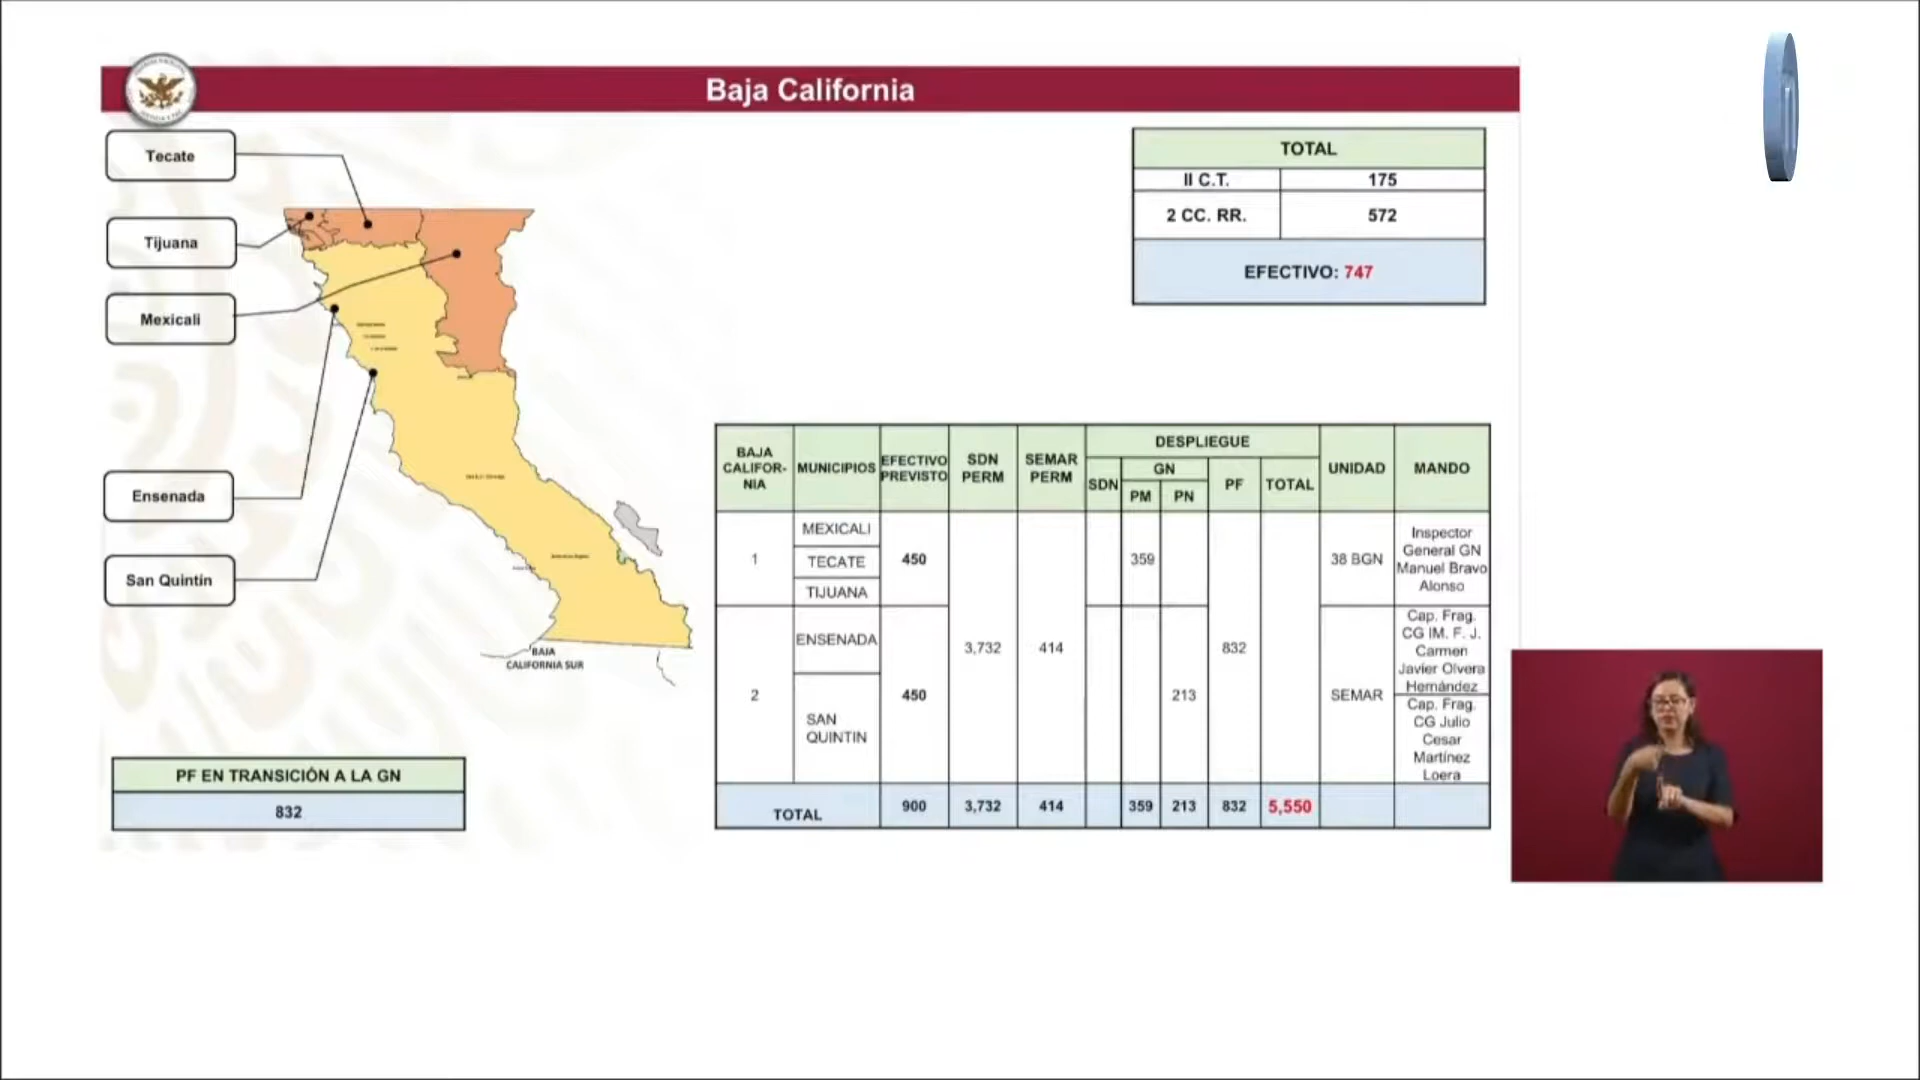 Baja California
Tecate
Tijuana
Mexicali
Ensenada
San Quintín
BAJA
CALIFORNIA SUR
PF EN TRANSICIÓN A LA GN
832
TOTAL
II C.T. 175
2 CC. RR. 572
EFECTIVO: 747
BAJA
CALIFOR-
NIA
MUNICIPIOS
EFECTIVO
PREVISTO
SDN
PERM
SEMAR
PERM
DESPLIEGUE
SDN
GN
PM
PN
PF
TOTAL
UNIDAD
MANDO
1
MEXICALI
TECATE
TIJUANA
450
359
38 BGN
Inspector
General GN
Manuel Bravo
Alonso
2
ENSENADA
SAN
QUINTIN
450
3,732
414
213
832
SEMAR
Cap. Frag.
CG IM. F. J.
Carmen
Javier Olvera
Hernández
Cap. Frag.
CG Julio
Cesar
Martínez
Loera
TOTAL 900 3,732 414 359 213 832 5,550